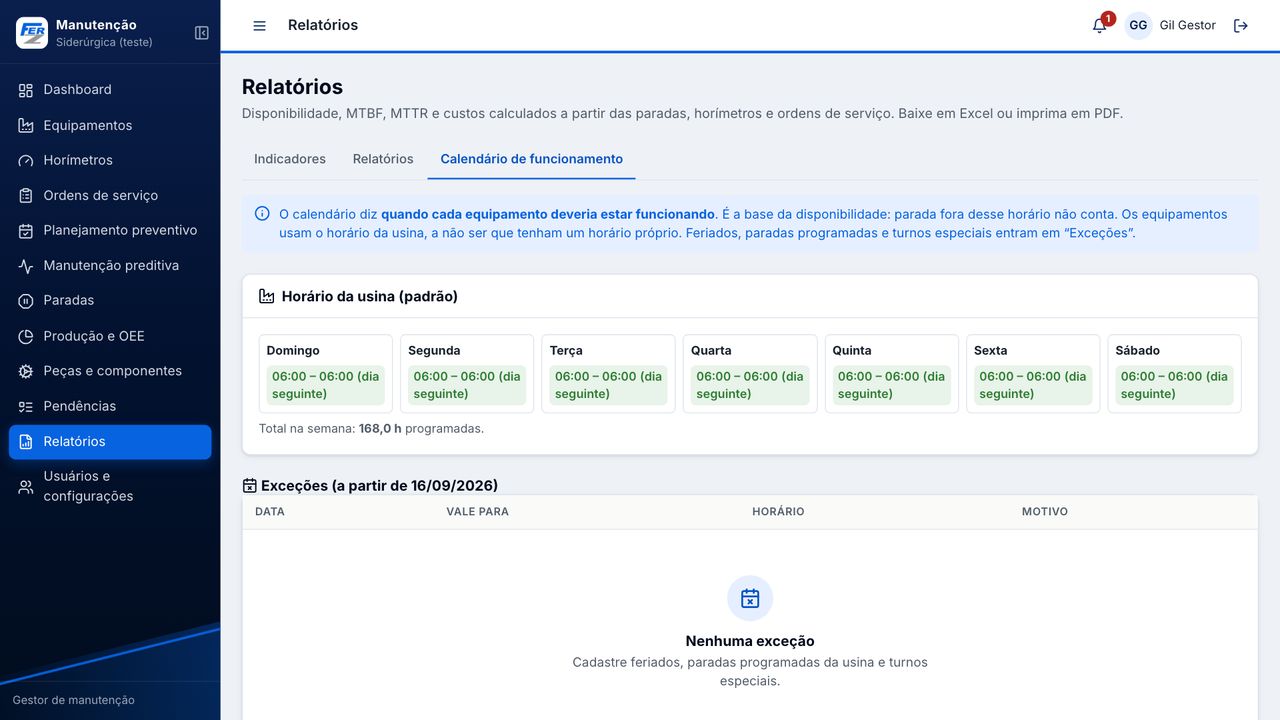 FER
Manutenção
Siderúrgica (teste)
Relatórios
1
GG
Gil Gestor
Dashboard
Equipamentos
Horímetros
Ordens de serviço
Planejamento preventivo
Manutenção preditiva
Paradas
Produção e OEE
Peças e componentes
Pendências
Relatórios
Usuários e
configurações
Gestor de manutenção
Relatórios
Disponibilidade, MTBF, MTTR e custos calculados a partir das paradas, horímetros e ordens de serviço. Baixe em Excel ou imprima em PDF.
Indicadores
Relatórios
Calendário de funcionamento
O calendário diz quando cada equipamento deveria estar funcionando. É a base da disponibilidade: parada fora desse horário não conta. Os equipamentos
usam o horário da usina, a não ser que tenham um horário próprio. Feriados, paradas programadas e turnos especiais entram em “Exceções”.
Horário da usina (padrão)
Domingo
06:00 – 06:00 (dia
seguinte)
Segunda
06:00 – 06:00 (dia
seguinte)
Terça
06:00 – 06:00 (dia
seguinte)
Quarta
06:00 – 06:00 (dia
seguinte)
Quinta
06:00 – 06:00 (dia
seguinte)
Sexta
06:00 – 06:00 (dia
seguinte)
Sábado
06:00 – 06:00 (dia
seguinte)
Total na semana: 168,0 h programadas.
Exceções (a partir de 16/09/2026)
DATA
VALE PARA
HORÁRIO
MOTIVO
Nenhuma exceção
Cadastre feriados, paradas programadas da usina e turnos
especiais.